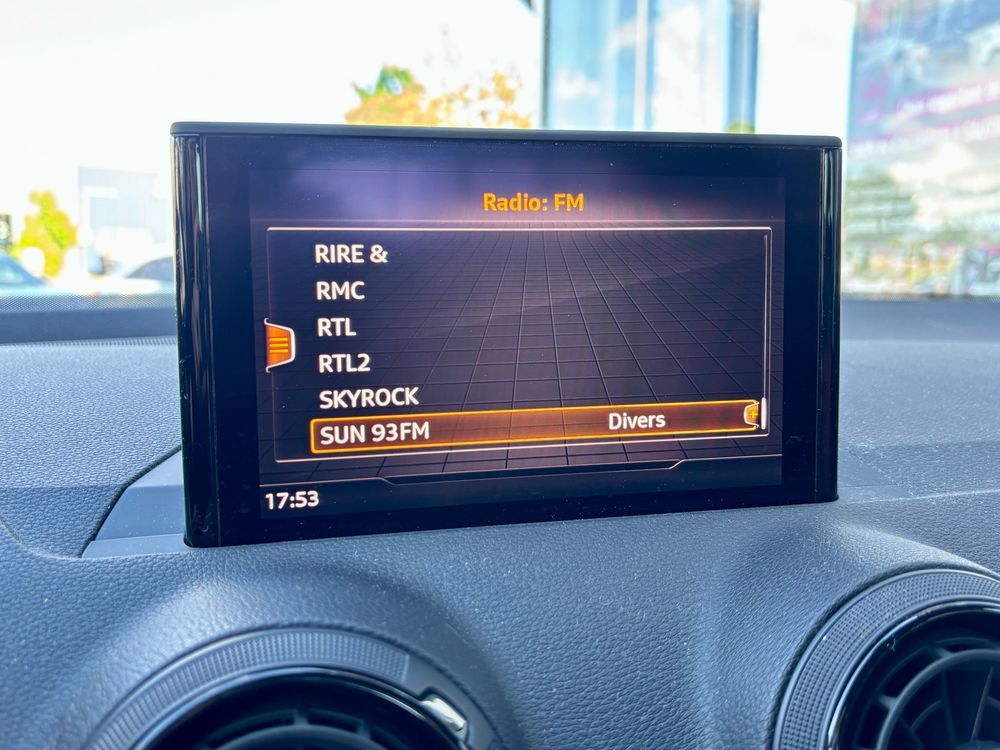 Radio: FM
RIRE &
RMC
RTL
RTL2
SKYROCK
SUN 93FM Divers
17:53